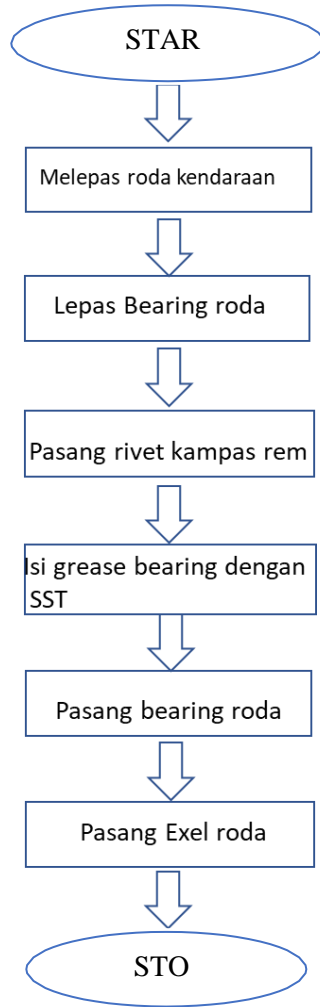 STAR
Melepas roda kendaraan
Lepas Bearing roda
Pasang rivet kampas rem
Isi grease bearing dengan
SST
Pasang bearing roda
Pasang Exel roda
STO